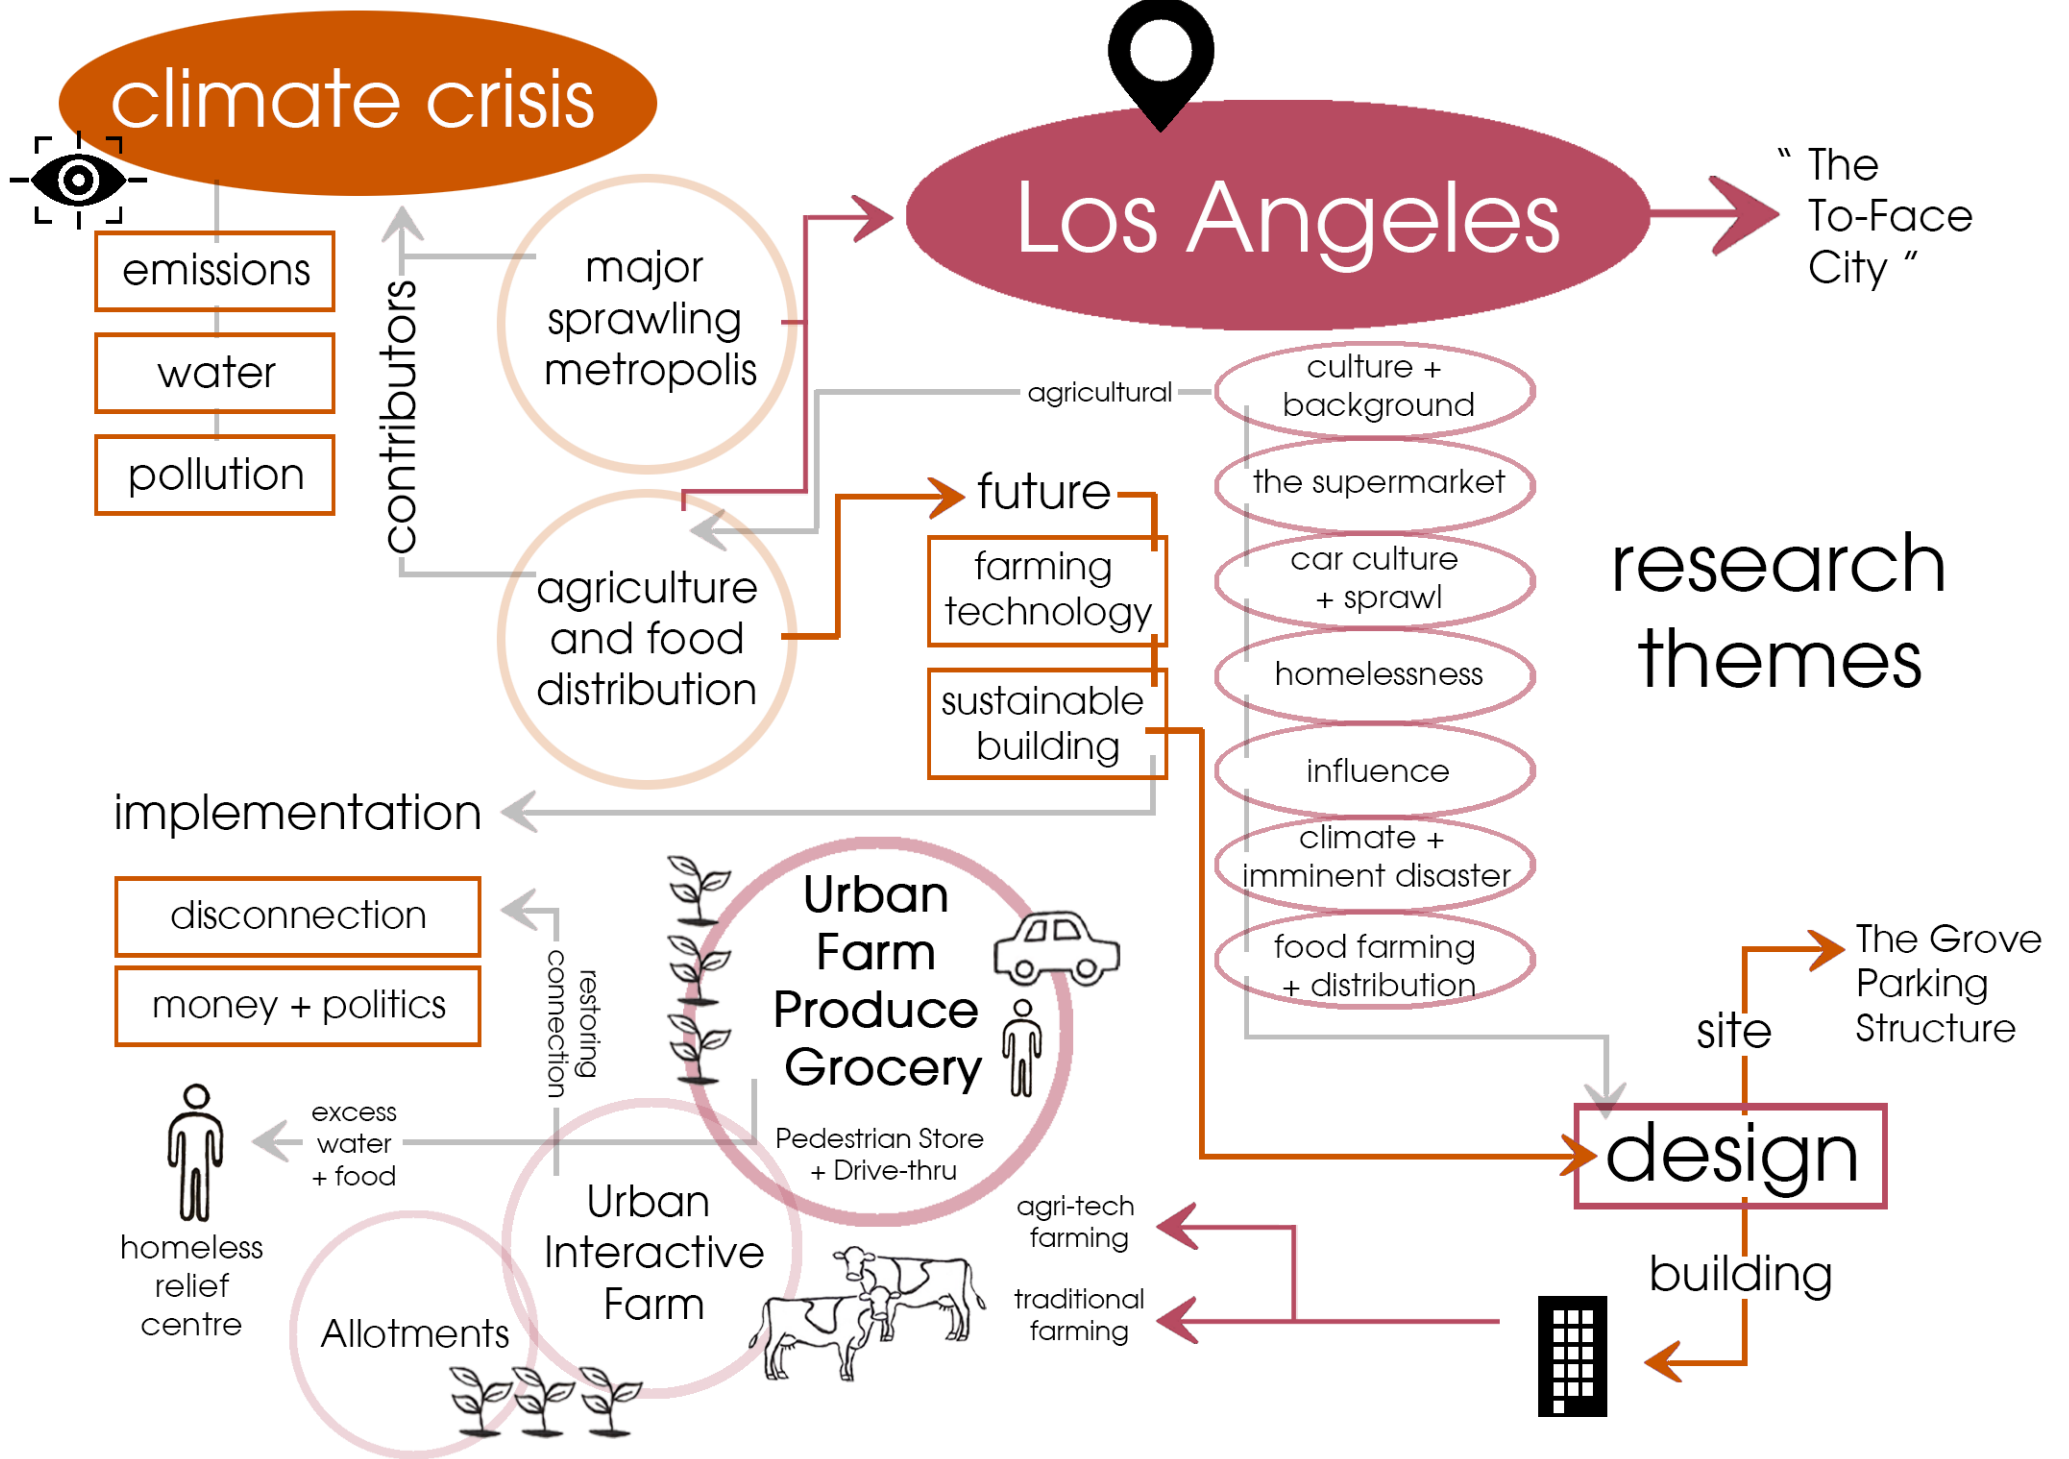 climate crisis
emissions
water
pollution
contributors
major
sprawling
metropolis
agriculture
and food
distribution
Los Angeles
“ The
To-Face
City ”
agricultural
culture +
background
the supermarket
car culture
+ sprawl
homelessness
influence
climate +
imminent disaster
food farming
+ distribution
research
themes
future
farming
technology
sustainable
building
implementation
disconnection
money + politics
restoring
connection
Urban
Farm
Produce
Grocery
Pedestrian Store
+ Drive-thru
excess
water
+ food
homeless
relief
centre
Urban
Interactive
Farm
Allotments
agri-tech
farming
traditional
farming
The Grove
Parking
Structure
site
design
building